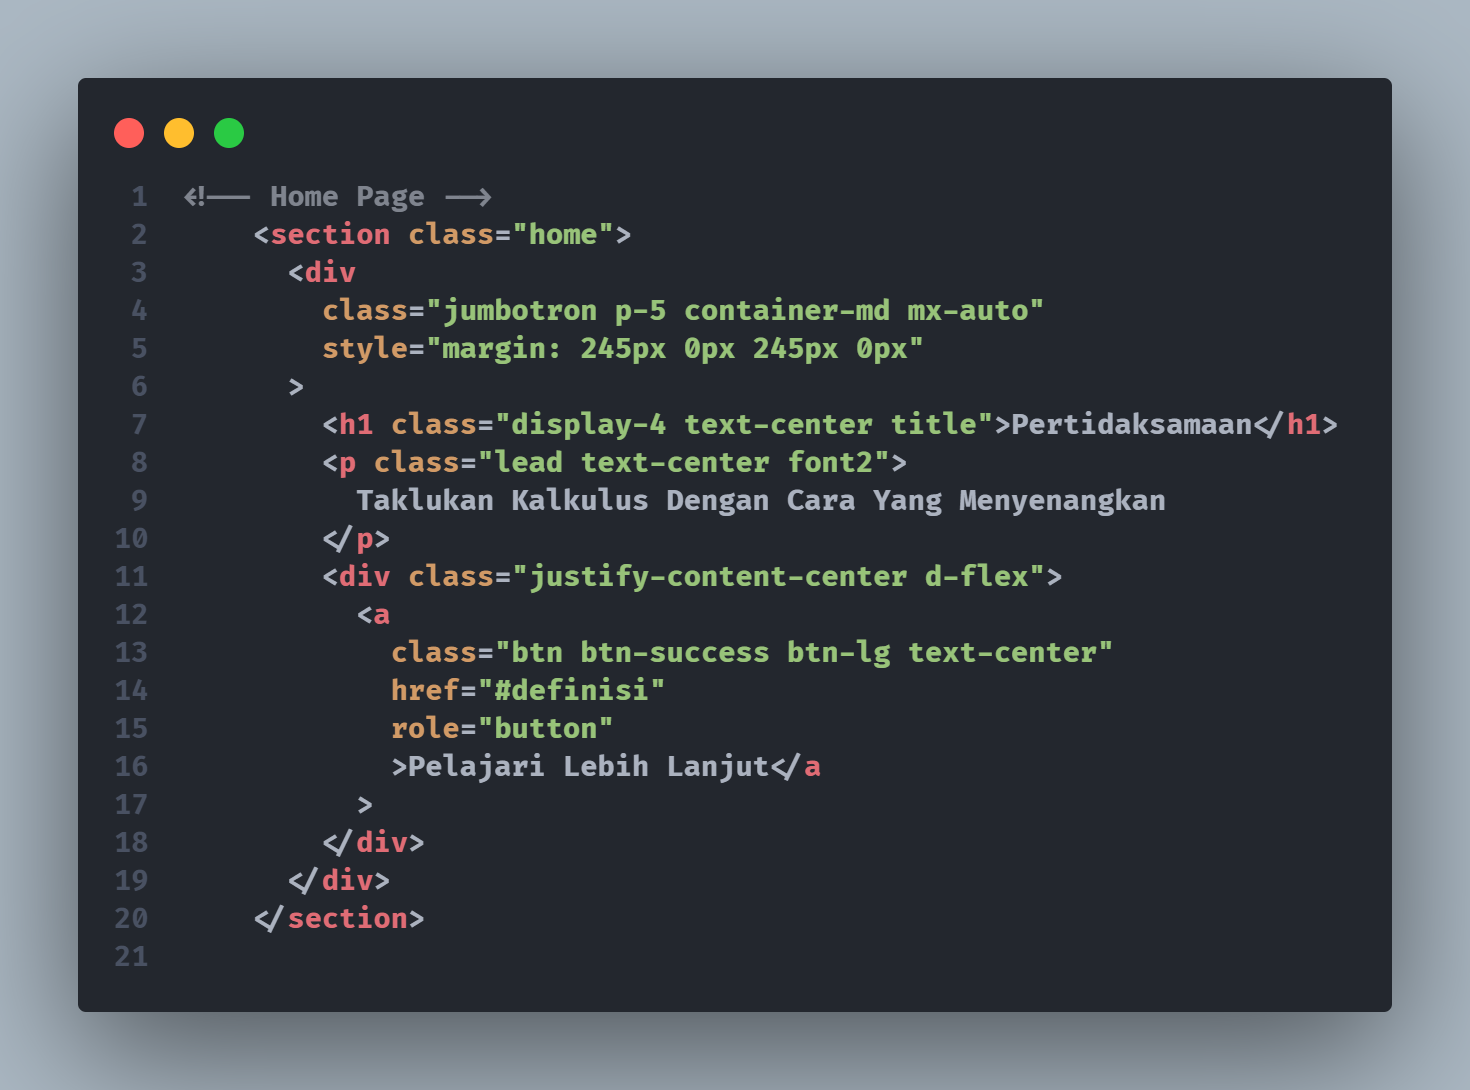 1 <!-- Home Page -->
2     <section class="home">
3       <div
4         class="jumbotron p-5 container-md mx-auto"
5         style="margin: 245px 0px 245px 0px"
6       >
7         <h1 class="display-4 text-center title">Pertidaksamaan</h1>
8         <p class="lead text-center font2">
9           Taklukan Kalkulus Dengan Cara Yang Menyenangkan
10         </p>
11         <div class="justify-content-center d-flex">
12           <a
13             class="btn btn-success btn-lg text-center"
14             href="#definisi"
15             role="button"
16             >Pelajari Lebih Lanjut</a
17           >
18         </div>
19       </div>
20     </section>
21